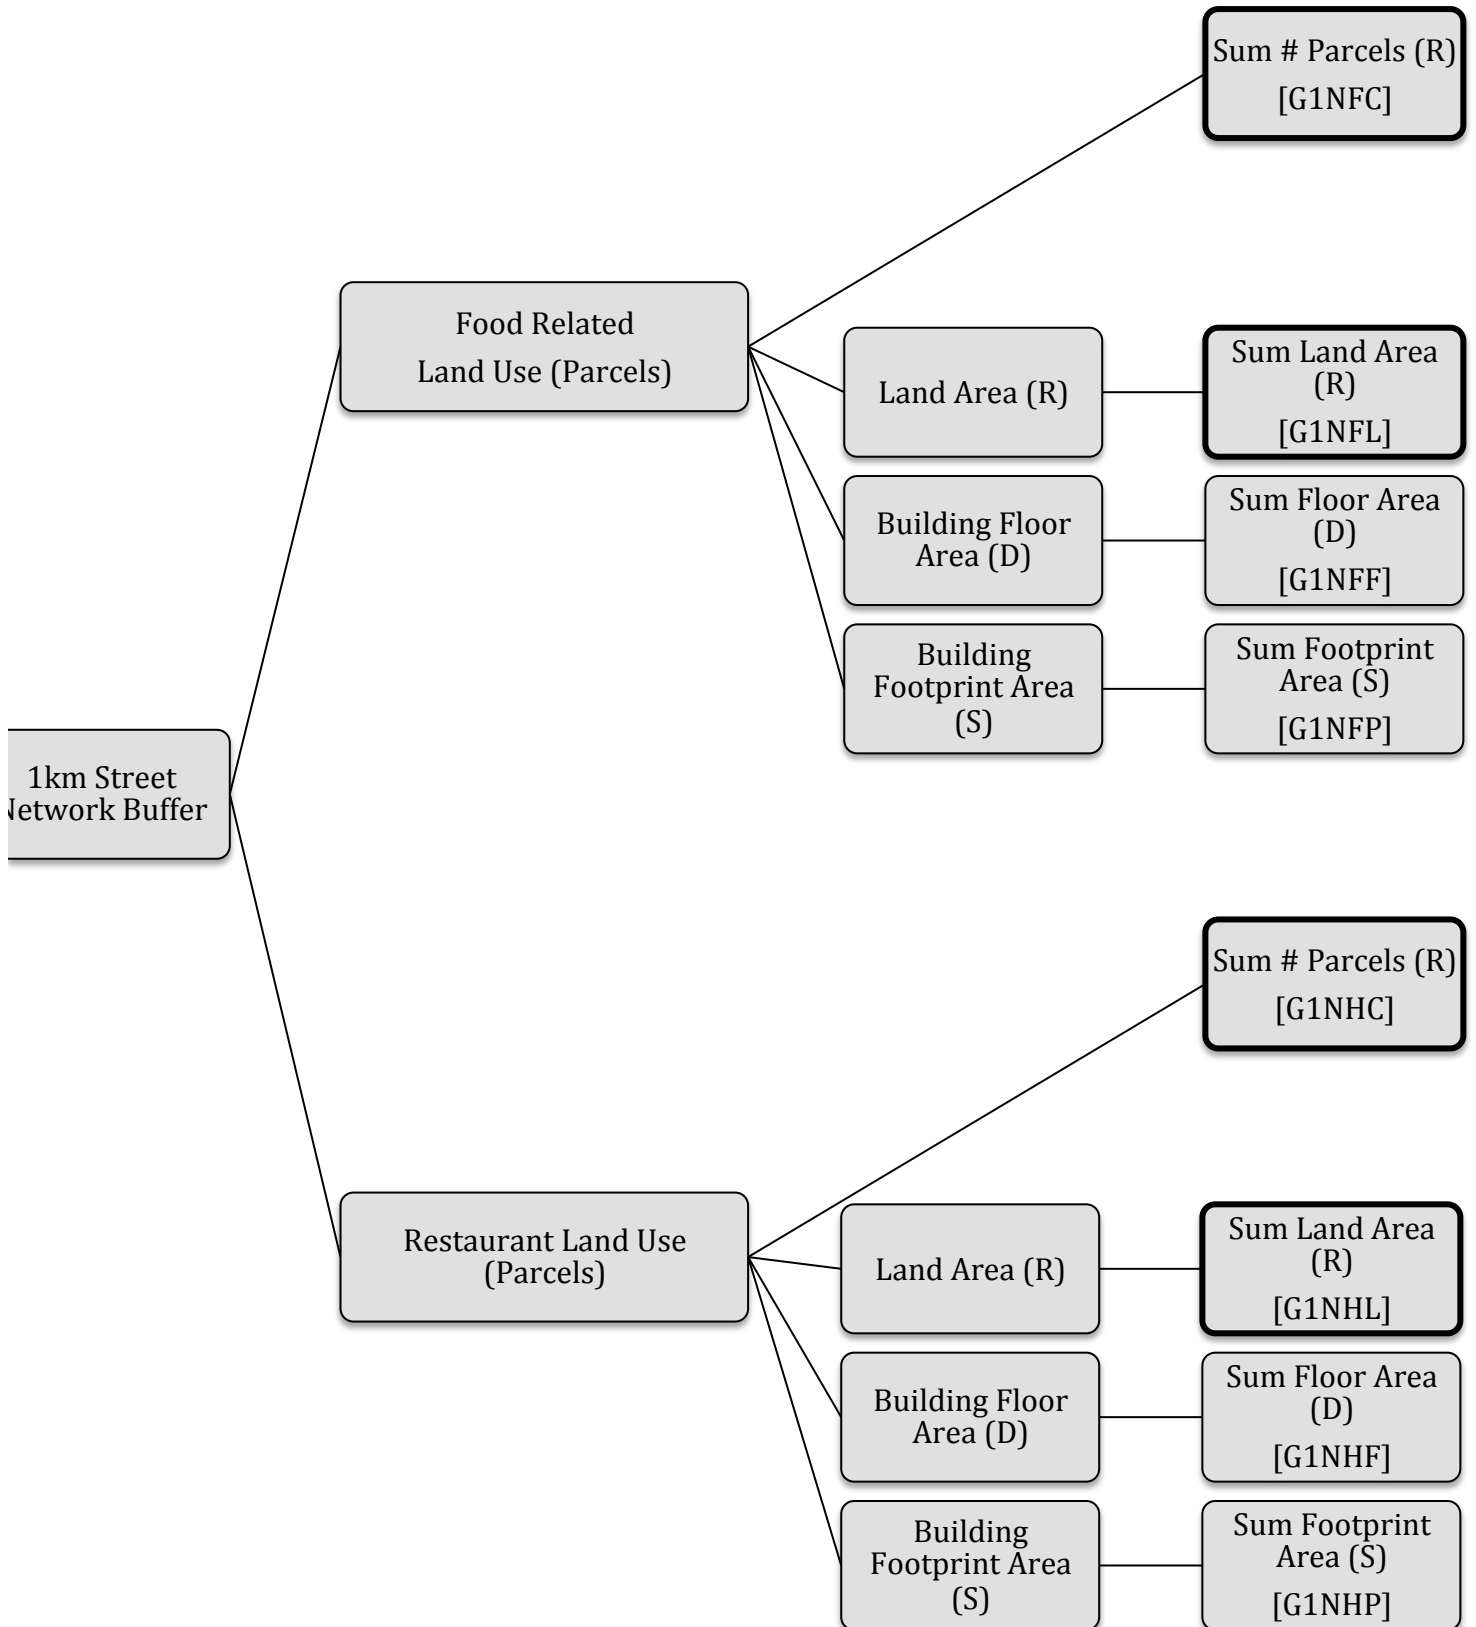 Sum # Parcels (R)
[G1NFC]
Food Related
Land Use (Parcels)
Land Area (R)
Sum Land Area
(R)
[G1NFL]
Building Floor
Area (D)
Sum Floor Area
(D)
[G1NFF]
Building
Footprint Area
(S)
Sum Footprint
Area (S)
[G1NFP]
1km Street
Network Buffer
Sum # Parcels (R)
[G1NHC]
Restaurant Land Use
(Parcels)
Land Area (R)
Sum Land Area
(R)
[G1NHL]
Building Floor
Area (D)
Sum Floor Area
(D)
[G1NHF]
Building
Footprint Area
(S)
Sum Footprint
Area (S)
[G1NHP]